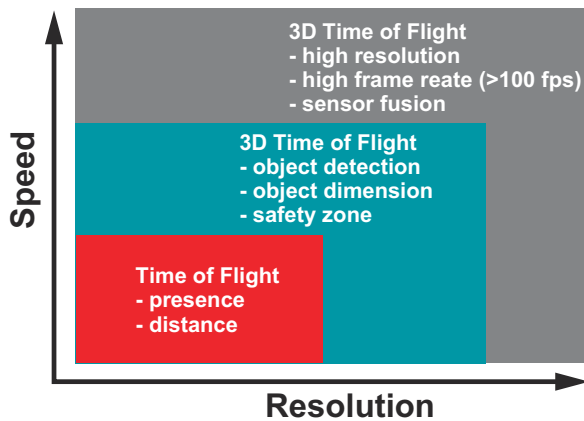 3D Time of Flight
- high resolution
- high frame reate (>100 fps)
- sensor fusion
3D Time of Flight
- object detection
- object dimension
- safety zone
Time of Flight
- presence
- distance
Speed
Resolution